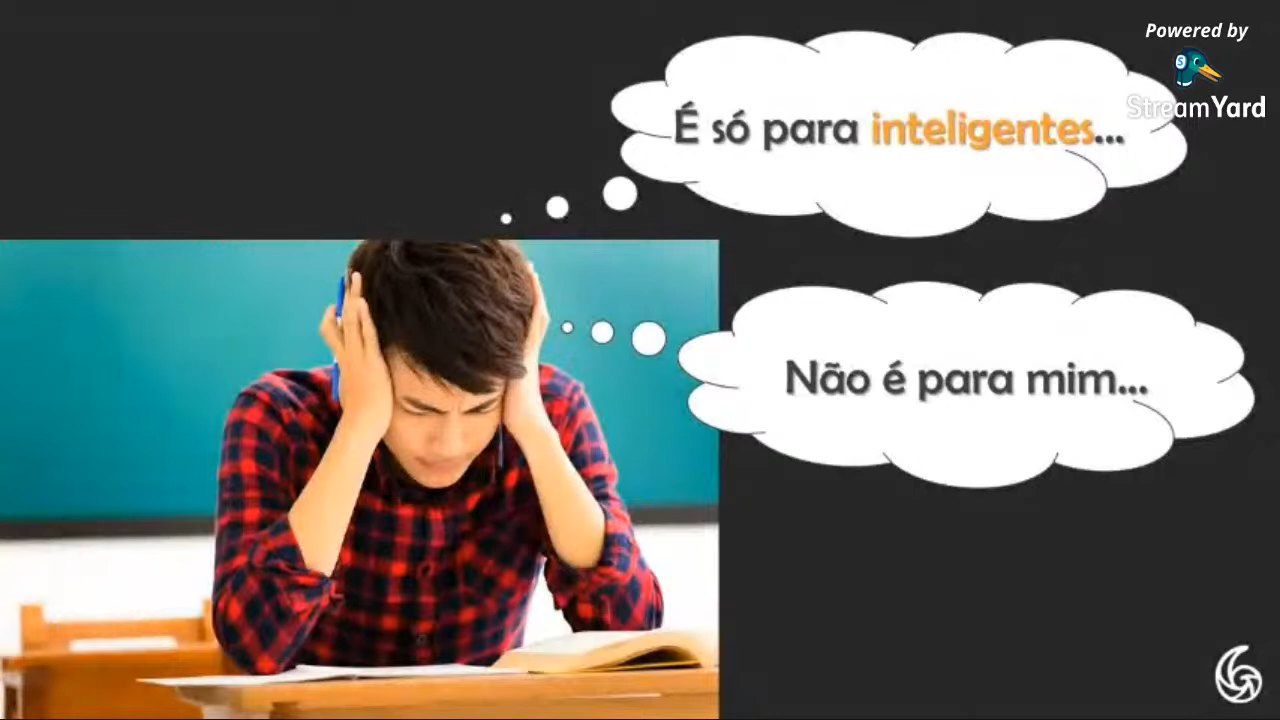 Powered by
StreamYard
É só para inteligentes...
Não é para mim...